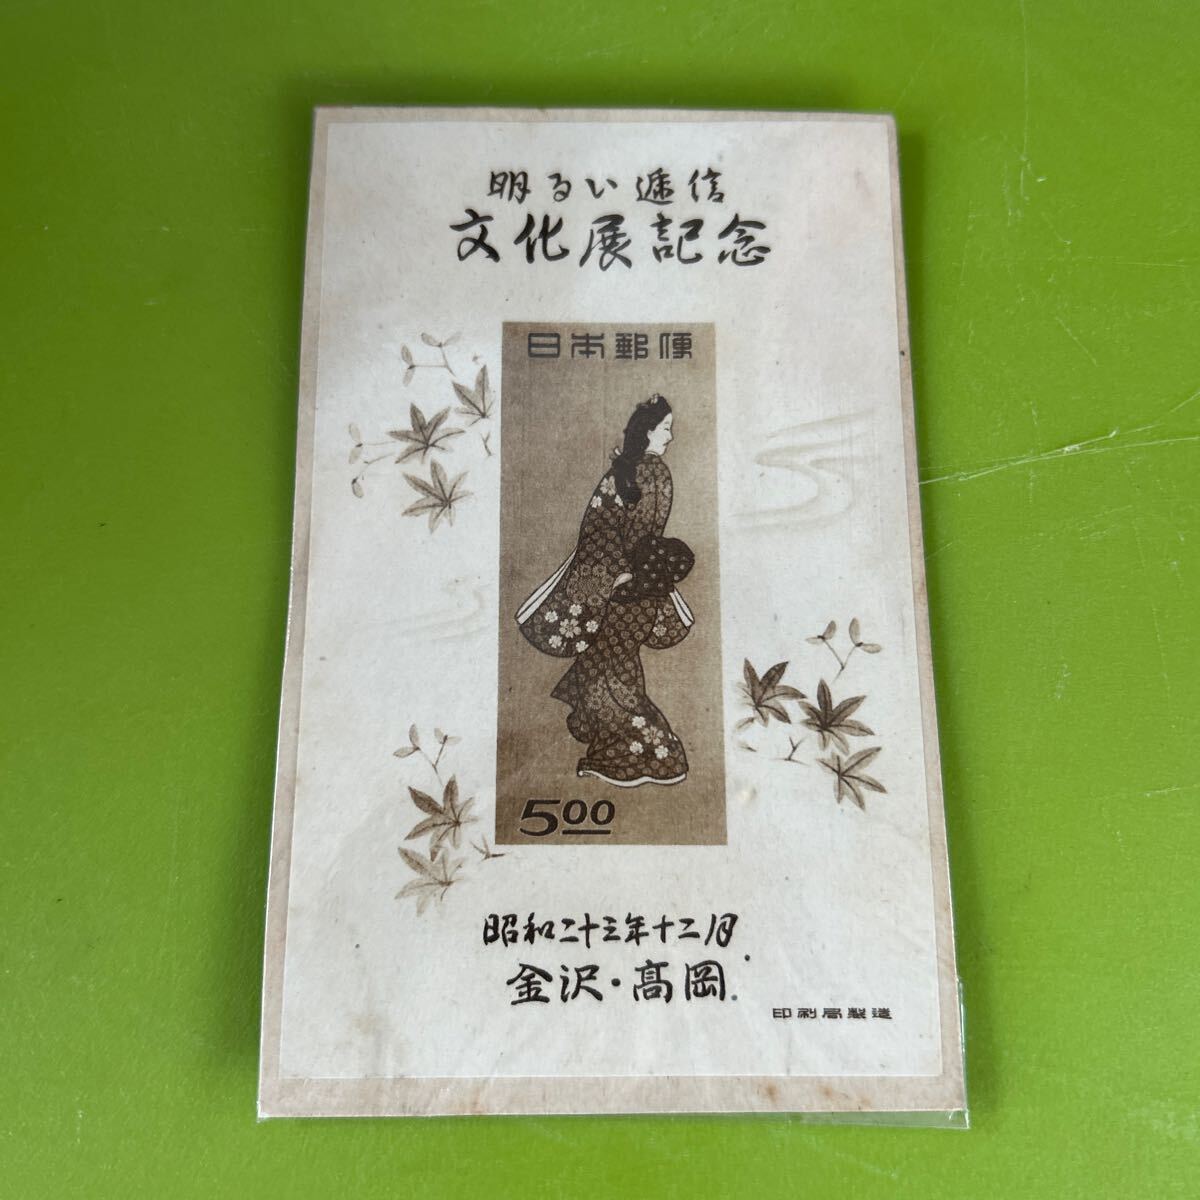 明るい逓信
文化展記念
日本郵便
5.00
昭和二十三年十二月
金沢・高岡
印刷局製造